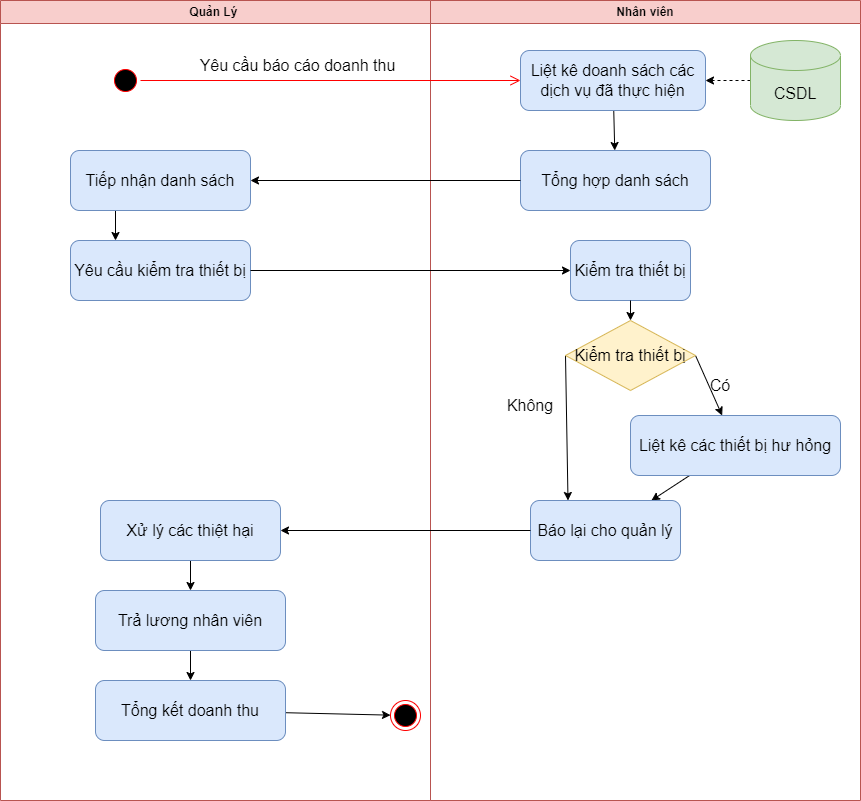 Quản Lý
Nhân viên
Yêu cầu báo cáo doanh thu
Liệt kê doanh sách các
dịch vụ đã thực hiện
CSDL
Tiếp nhận danh sách
Tổng hợp danh sách
Yêu cầu kiểm tra thiết bị
Kiểm tra thiết bị
Kiểm tra thiết bị
Có
Không
Liệt kê các thiết bị hư hỏng
Xử lý các thiệt hại
Báo lại cho quản lý
Trả lương nhân viên
Tổng kết doanh thu